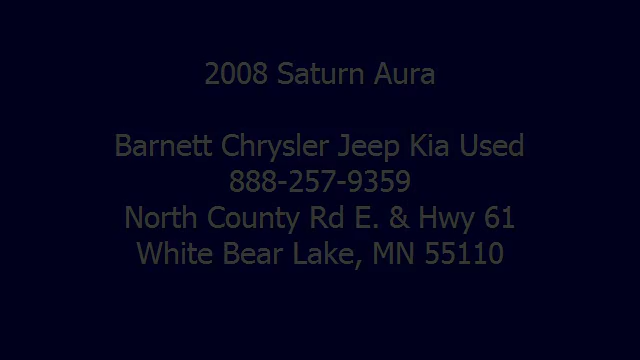 2008 Saturn Aura
Barnett Chrysler Jeep Kia Used
888-257-9359
North County Rd E. & Hwy 61
White Bear Lake, MN 55110